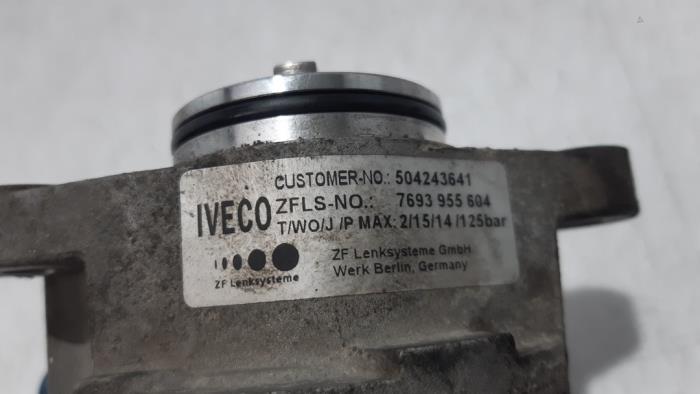 CUSTOMER-NO.: 504243641
IVECO ZFLS-NO.: 7693 955 604
T/WO/J /P MAX: 2/15/14 /125bar
ZF Lenksysteme GmbH
Werk Berlin, Germany
ZF Lenksysteme